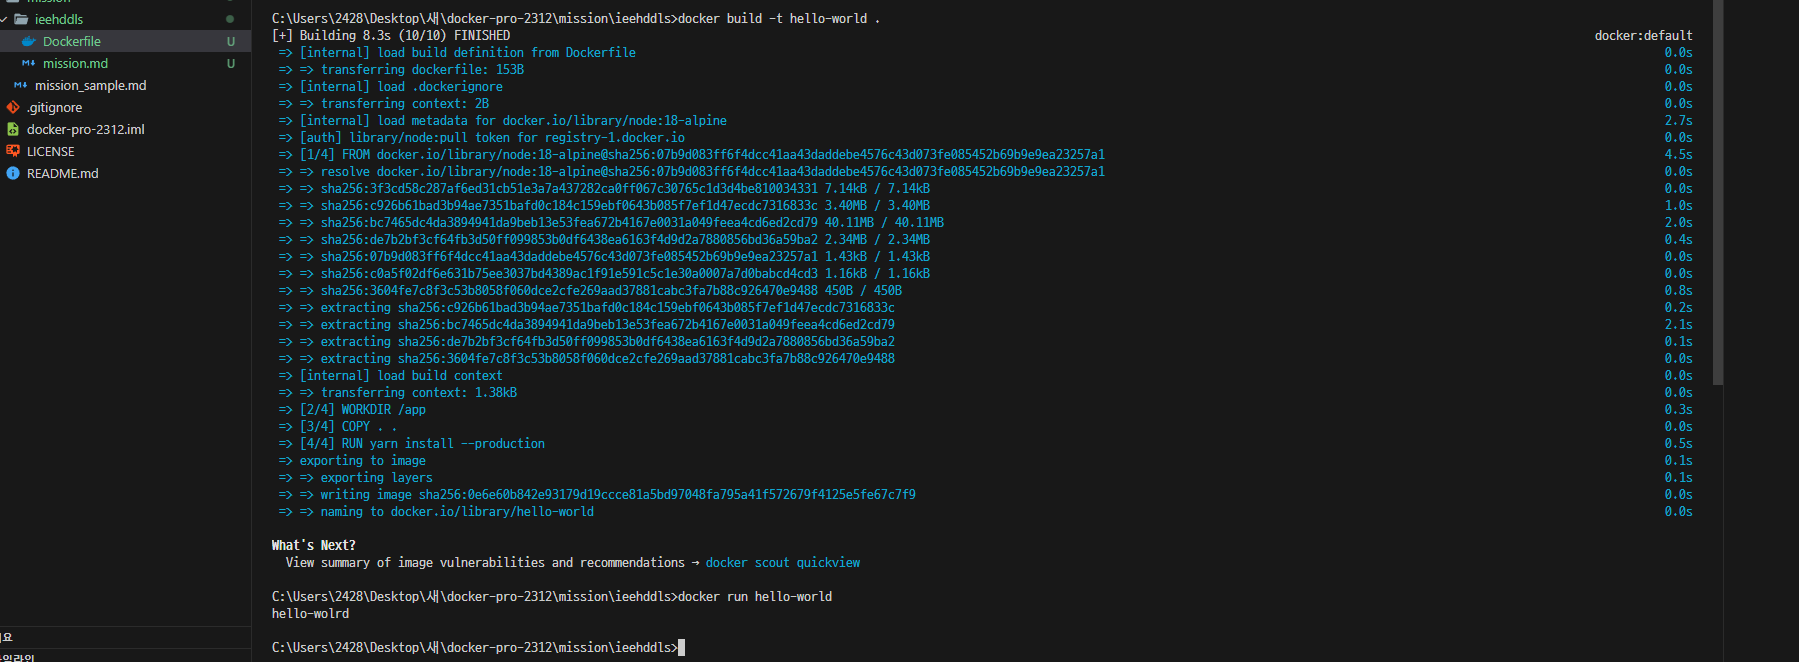 mission
ieehddls
Dockerfile U
mission.md U
mission_sample.md
.gitignore
docker-pro-2312.iml
LICENSE
README.md
C:\Users\2428\Desktop\새\docker-pro-2312\mission\ieehddls>docker build -t hello-world .
[+] Building 8.3s (10/10) FINISHED docker:default
=> [internal] load build definition from Dockerfile 0.0s
=> => transferring dockerfile: 153B 0.0s
=> [internal] load .dockerignore 0.0s
=> => transferring context: 2B 0.0s
=> [internal] load metadata for docker.io/library/node:18-alpine 2.7s
=> [auth] library/node:pull token for registry-1.docker.io 0.0s
=> [1/4] FROM docker.io/library/node:18-alpine@sha256:07b9d083ff6f4dcc41aa43daddebe4576c43d073fe085452b69b9e9ea23257a1 4.5s
=> => resolve docker.io/library/node:18-alpine@sha256:07b9d083ff6f4dcc41aa43daddebe4576c43d073fe085452b69b9e9ea23257a1 0.0s
=> => sha256:3f3cd58c287af6ed31cb51e3a7a437282ca0ff067c30765c1d3d4be810034331 7.14kB / 7.14kB 0.0s
=> => sha256:c926b61bad3b94ae7351bafd0c184c159ebf0643b085f7ef1d47ecdc7316833c 3.40MB / 3.40MB 1.0s
=> => sha256:bc7465dc4da3894941da9beb13e53fea672b4167e0031a049feea4cd6ed2cd79 40.11MB / 40.11MB 2.0s
=> => sha256:de7b2bf3cf64fb3d50ff099853b0df6438ea6163f4d9d2a7880856bd36a59ba2 2.34MB / 2.34MB 0.4s
=> => sha256:07b9d083ff6f4dcc41aa43daddebe4576c43d073fe085452b69b9e9ea23257a1 1.43kB / 1.43kB 0.0s
=> => sha256:c0a5f02df6e631b75ee3037bd4389ac1f91e591c5c1e30a0007a7d0babcd4cd3 1.16kB / 1.16kB 0.0s
=> => sha256:3604fe7c8f3c53b8058f060dce2cfe269aad37881cabc3fa7b88c926470e9488 450B / 450B 0.8s
=> => extracting sha256:c926b61bad3b94ae7351bafd0c184c159ebf0643b085f7ef1d47ecdc7316833c 0.2s
=> => extracting sha256:bc7465dc4da3894941da9beb13e53fea672b4167e0031a049feea4cd6ed2cd79 2.1s
=> => extracting sha256:de7b2bf3cf64fb3d50ff099853b0df6438ea6163f4d9d2a7880856bd36a59ba2 0.1s
=> => extracting sha256:3604fe7c8f3c53b8058f060dce2cfe269aad37881cabc3fa7b88c926470e9488 0.0s
=> [internal] load build context 0.0s
=> => transferring context: 1.38kB 0.0s
=> [2/4] WORKDIR /app 0.3s
=> [3/4] COPY . . 0.0s
=> [4/4] RUN yarn install --production 0.5s
=> exporting to image 0.1s
=> => exporting layers 0.1s
=> => writing image sha256:0e6e60b842e93179d19ccce81a5bd97048fa795a41f572679f4125e5fe67c7f9 0.0s
=> => naming to docker.io/library/hello-world 0.0s
What's Next?
View summary of image vulnerabilities and recommendations → docker scout quickview
C:\Users\2428\Desktop\새\docker-pro-2312\mission\ieehddls>docker run hello-world
hello-wolrd
C:\Users\2428\Desktop\새\docker-pro-2312\mission\ieehddls>